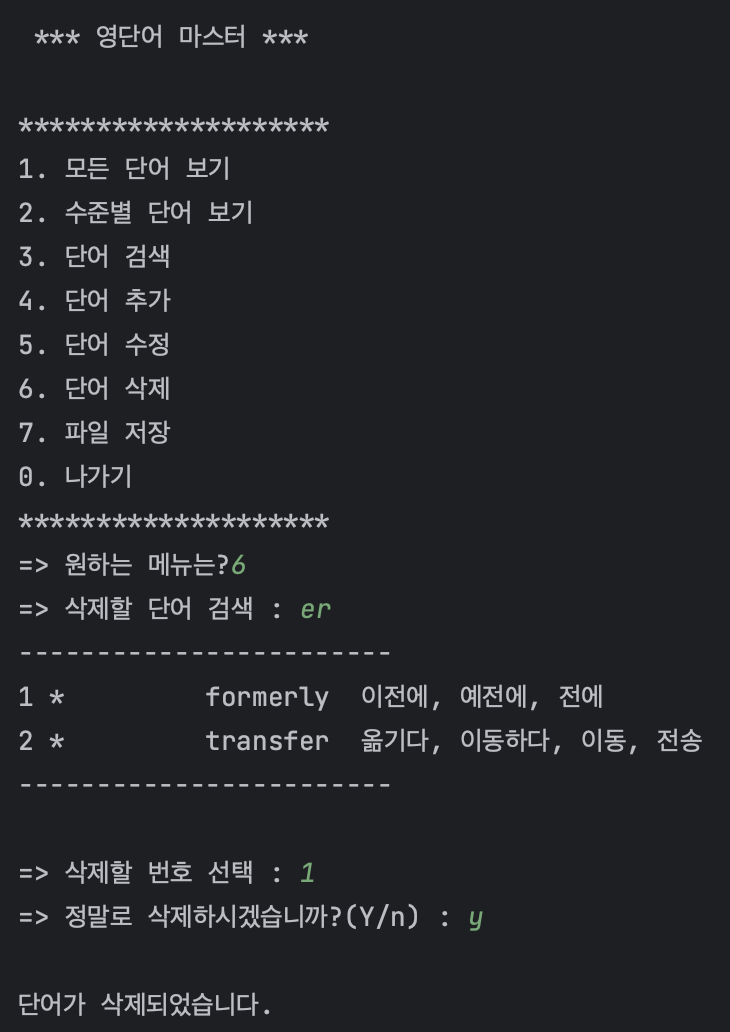 *** 영단어 마스터 ***
********************
1. 모든 단어 보기
2. 수준별 단어 보기
3. 단어 검색
4. 단어 추가
5. 단어 수정
6. 단어 삭제
7. 파일 저장
0. 나가기
********************
=> 원하는 메뉴는?6
=> 삭제할 단어 검색 : er
------------------------
1 *         formerly  이전에, 예전에, 전에
2 *         transfer  옮기다, 이동하다, 이동, 전송
------------------------
=> 삭제할 번호 선택 : 1
=> 정말로 삭제하시겠습니까?(Y/n) : y
단어가 삭제되었습니다.